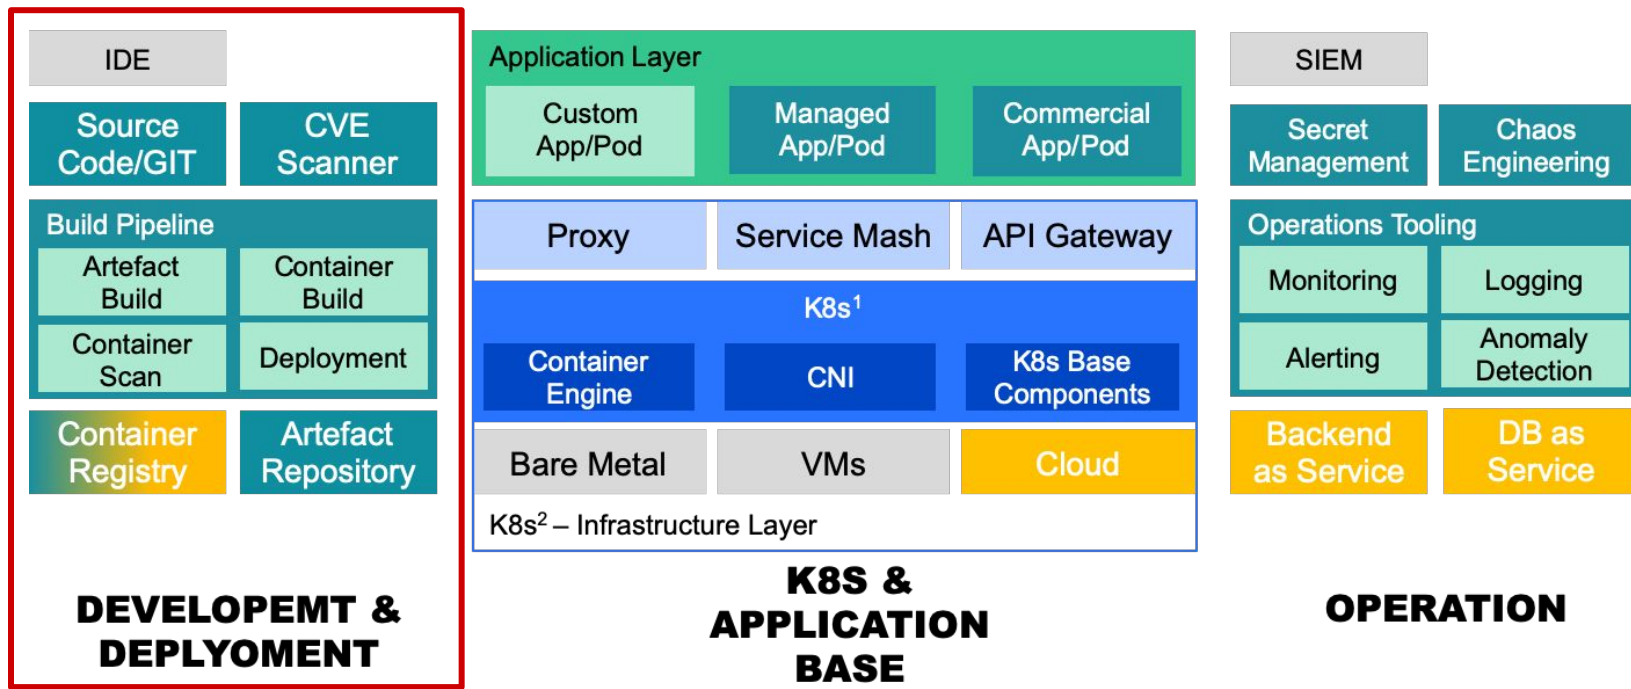 IDE
Source
Code/GIT
CVE
Scanner
Build Pipeline
Artefact
Build
Container
Build
Container
Scan
Deployment
Container
Registry
Artefact
Repository
DEVELOPEMT &
DEPLYOMENT
Application Layer
Custom
App/Pod
Managed
App/Pod
Commercial
App/Pod
Proxy
Service Mash
API Gateway
K8s¹
Container
Engine
CNI
K8s Base
Components
Bare Metal
VMs
Cloud
K8s² – Infrastructure Layer
K8S &
APPLICATION
BASE
SIEM
Secret
Management
Chaos
Engineering
Operations Tooling
Monitoring
Logging
Alerting
Anomaly
Detection
Backend
as Service
DB as
Service
OPERATION